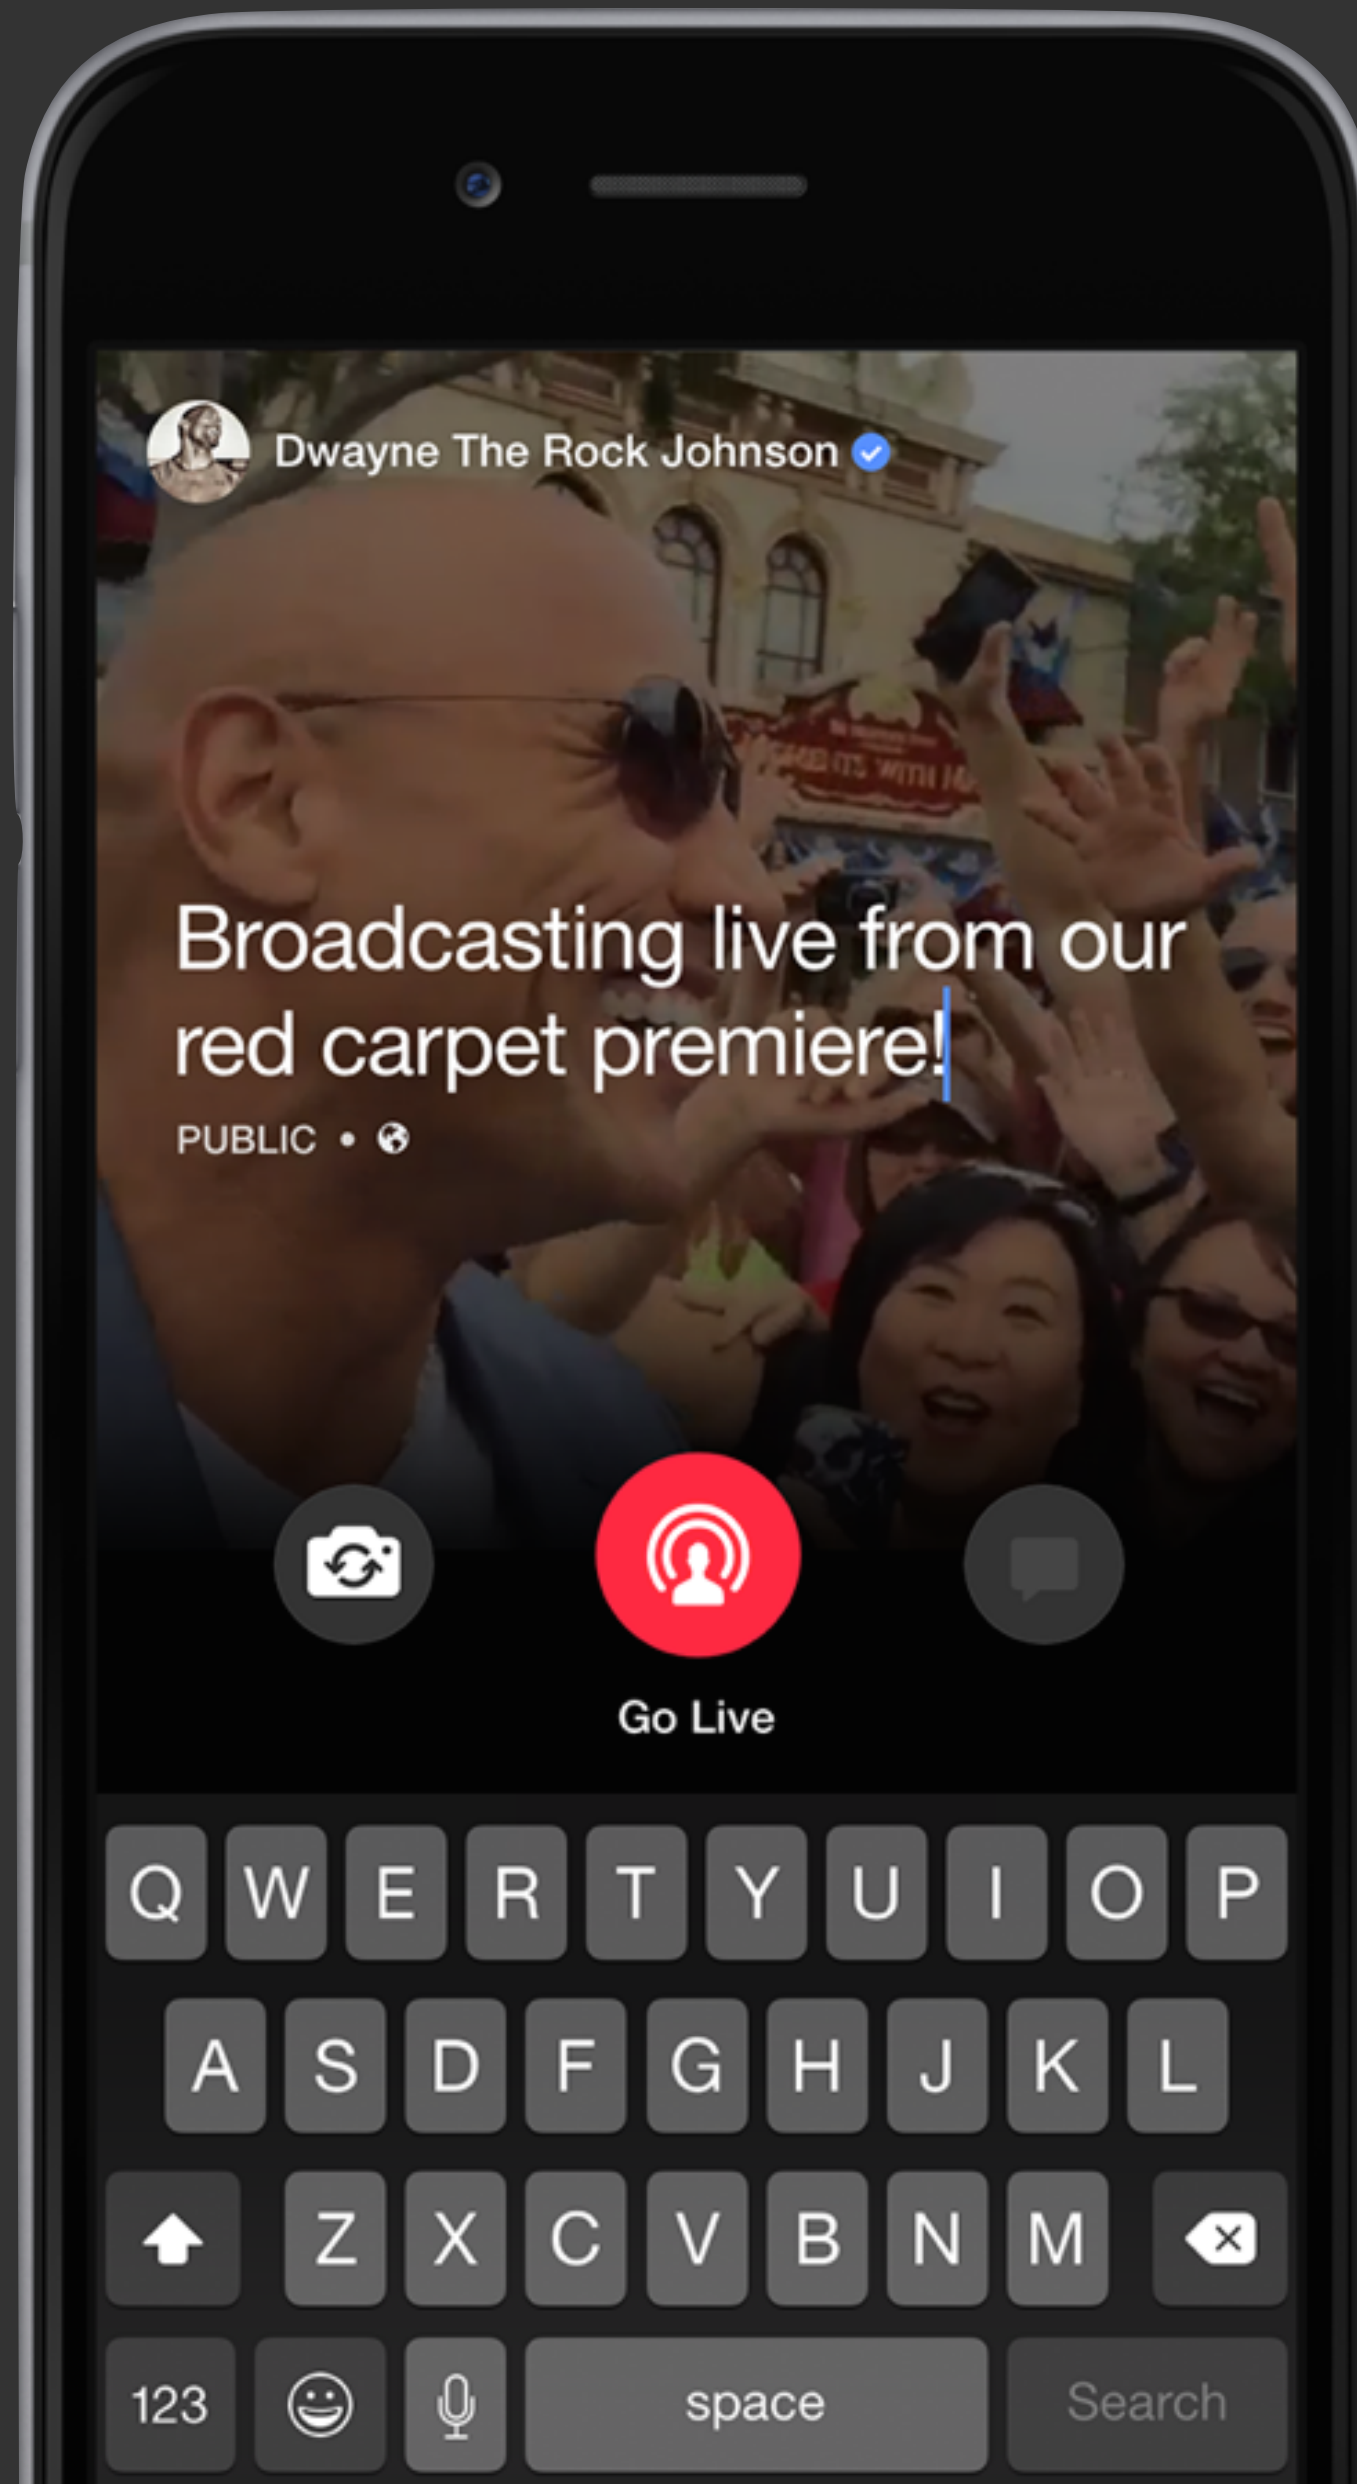 Dwayne The Rock Johnson
Broadcasting live from our
red carpet premiere!
PUBLIC •
Go Live
Q W E R T Y U I O P
A S D F G H J K L
Z X C V B N M
123 space Search